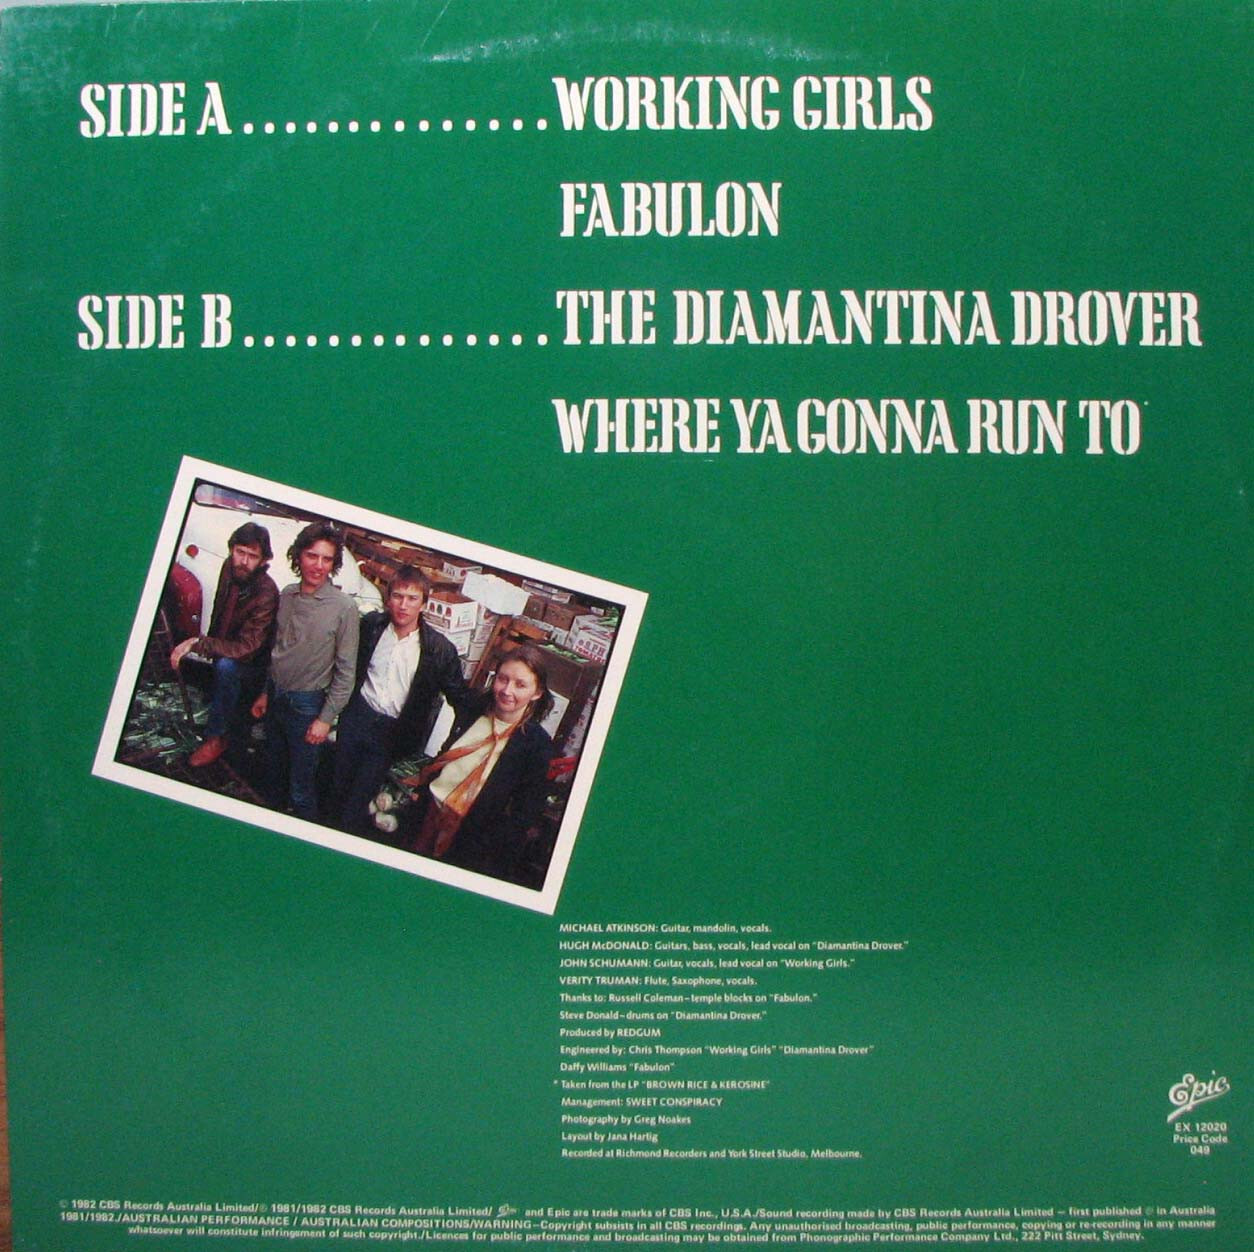 SIDE A..............WORKING GIRLS
FABULON
SIDE B..............THE DIAMANTINA DROVER
WHERE YA GONNA RUN TO*
MICHAEL ATKINSON: Guitar, mandolin, vocals.
HUGH McDONALD: Guitars, bass, vocals, lead vocal on "Diamantina Drover."
JOHN SCHUMANN: Guitar, vocals, lead vocal on "Working Girls."
VERITY TRUMAN: Flute, Saxophone, vocals.
Thanks to: Russell Coleman–temple blocks on "Fabulon."
Steve Donald–drums on "Diamantina Drover."
Produced by REDGUM
Engineered by: Chris Thompson "Working Girls" "Diamantina Drover"
Daffy Williams "Fabulon"
* Taken from the LP "BROWN RICE & KEROSINE"
Management: SWEET CONSPIRACY
Photography by Greg Noakes
Layout by Jana Hartig
Recorded at Richmond Recorders and York Street Studio, Melbourne.
Epic
EX 12020
Price Code
049
© 1982 CBS Records Australia Limited/℗ 1981/1982 CBS Records Australia Limited/ and Epic are trade marks of CBS Inc., U.S.A./Sound recording made by CBS Records Australia Limited – first published ℗ in Australia
1981/1982./AUSTRALIAN PERFORMANCE / AUSTRALIAN COMPOSITIONS/WARNING–Copyright subsists in all CBS recordings. Any unauthorised broadcasting, public performance, copying or re-recording in any manner
whatsoever will constitute infringement of such copyright./Licences for public performance and broadcasting may be obtained from Phonographic Performance Company Ltd., 222 Pitt Street, Sydney.